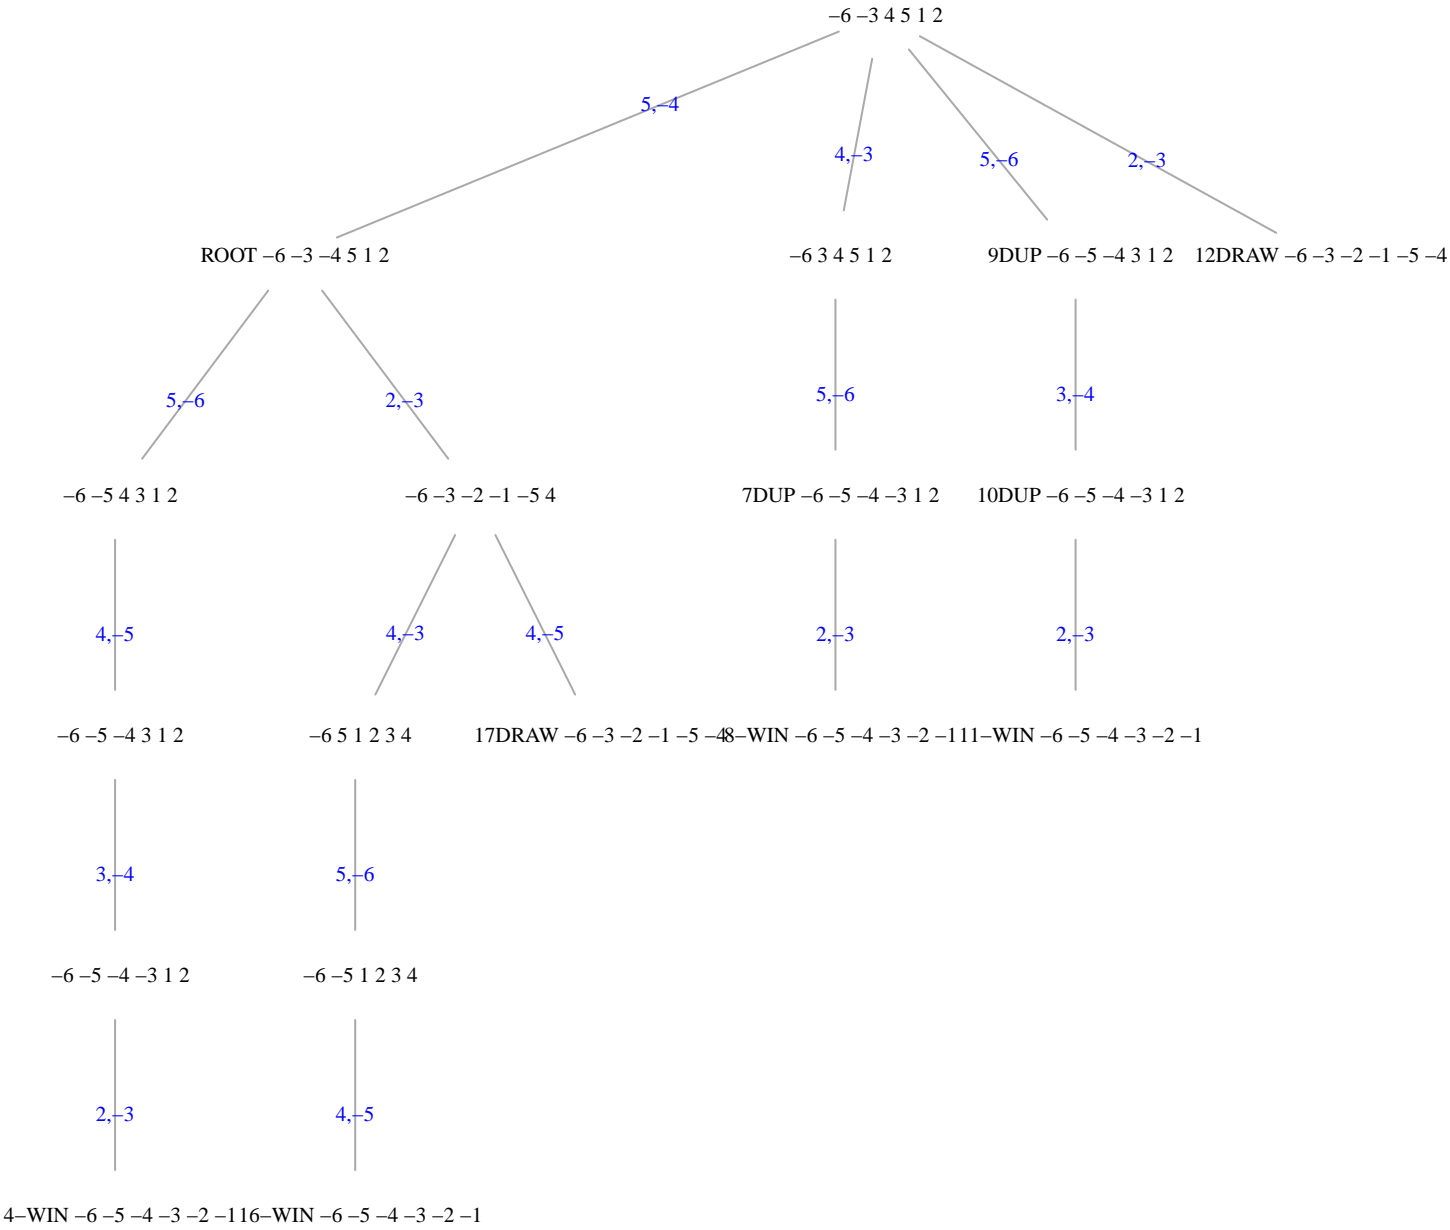 –6 –3 4 5 1 2
5,–4
4,–3
5,–6
2,–3
ROOT –6 –3 –4 5 1 2
–6 3 4 5 1 2
9DUP –6 –5 –4 3 1 2
12DRAW –6 –3 –2 –1 –5 –4
5,–6
2,–3
5,–6
3,–4
–6 –5 4 3 1 2
–6 –3 –2 –1 –5 4
7DUP –6 –5 –4 –3 1 2
10DUP –6 –5 –4 –3 1 2
4,–5
4,–3
4,–5
2,–3
2,–3
–6 –5 –4 3 1 2
–6 5 1 2 3 4
17DRAW –6 –3 –2 –1 –5 –4
8–WIN –6 –5 –4 –3 –2 –1
11–WIN –6 –5 –4 –3 –2 –1
3,–4
5,–6
–6 –5 –4 –3 1 2
–6 –5 1 2 3 4
2,–3
4,–5
4–WIN –6 –5 –4 –3 –2 –1
16–WIN –6 –5 –4 –3 –2 –1